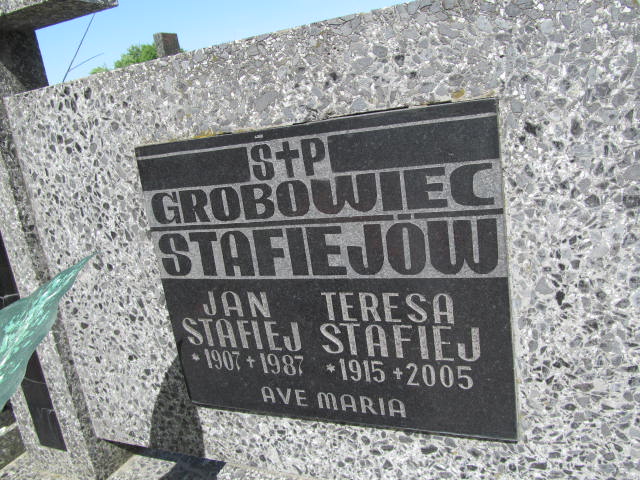 S†P
GROBOWIEC
STAFIEJÓW
JAN
STAFIEJ
*1907+1987
TERESA
STAFIEJ
*1915+2005
AVE MARIA